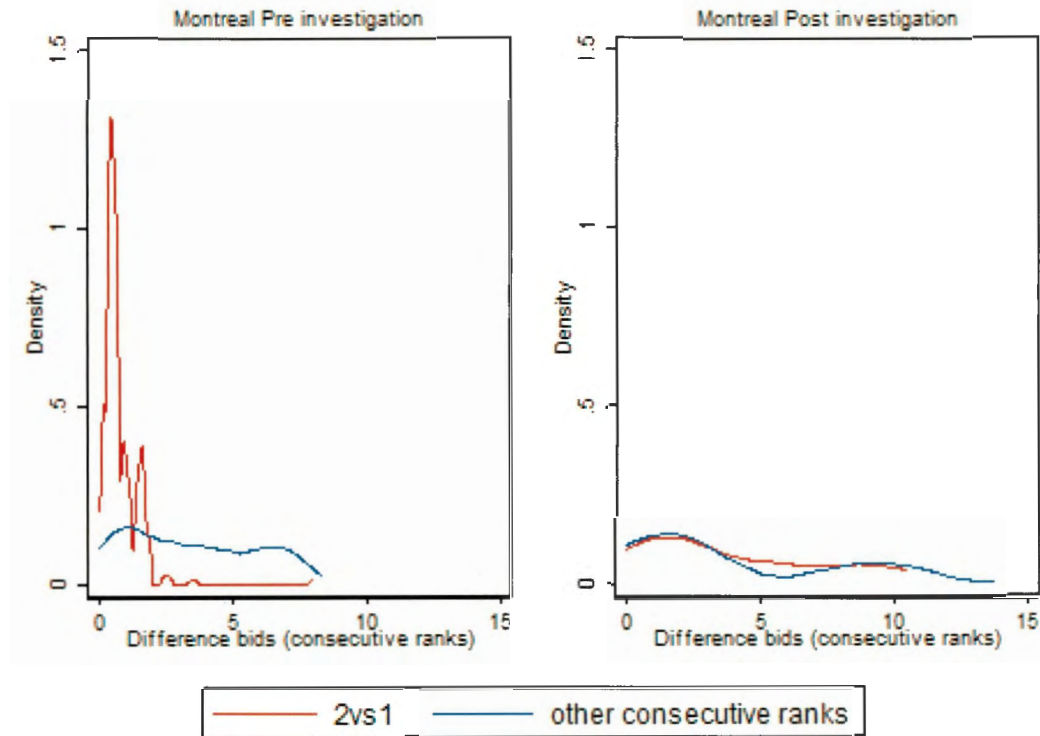 Montreal Pre investigation
1.5
1
.5
0
Density
0
5
10
15
Difference bids (consecutive ranks)
Montreal Post investigation
1.5
1
.5
0
Density
0
5
10
15
Difference bids (consecutive ranks)
2vs1
other consecutive ranks